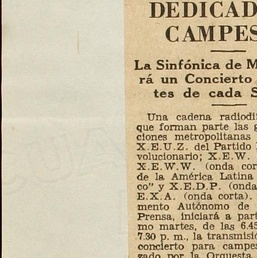 DEDICAD
CAMPES
La Sinfónica de M
rá un Concierto
tes de cada S
Una cadena radiodif
que forman parte las g
ciones metropolitanas
X.E.U.Z. del Partido
volucionario; X.E.W.
X.E.W.W. (onda cor
de la América Latina
co" y X.E.D.P. (onda
E.X.A. (onda corta).
mento Autónomo de
Prensa, iniciará a parti
mo martes, de las 6.45
7.30 p. m., la transmisió
concierto para campes
gado por la Orquesta